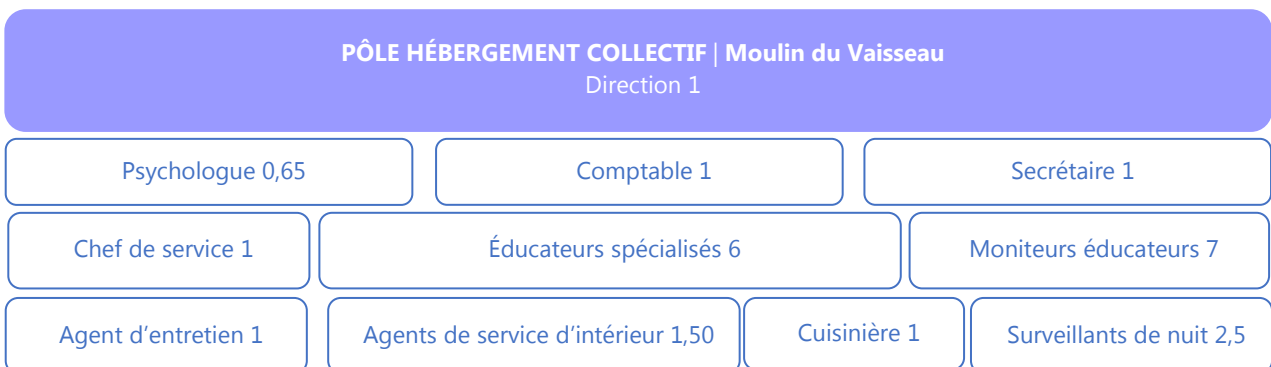 PÔLE HÉBERGEMENT COLLECTIF | Moulin du Vaisseau
Direction 1
Psychologue 0,65
Comptable 1
Secrétaire 1
Chef de service 1
Éducateurs spécialisés 6
Moniteurs éducateurs 7
Agent d’entretien 1
Agents de service d’intérieur 1,50
Cuisinière 1
Surveillants de nuit 2,5